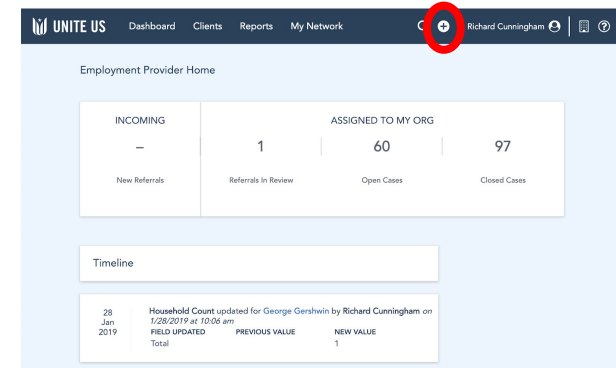 UNITE US Dashboard Clients Reports My Network Richard Cunningham
Employment Provider Home
INCOMING ASSIGNED TO MY ORG
– 1 60 97
New Referrals Referrals In Review Open Cases Closed Cases
Timeline
28 Household Count updated for George Gershwin by Richard Cunningham on
Jan 1/28/2019 at 10:06 am
2019 FIELD UPDATED PREVIOUS VALUE NEW VALUE
Total 1